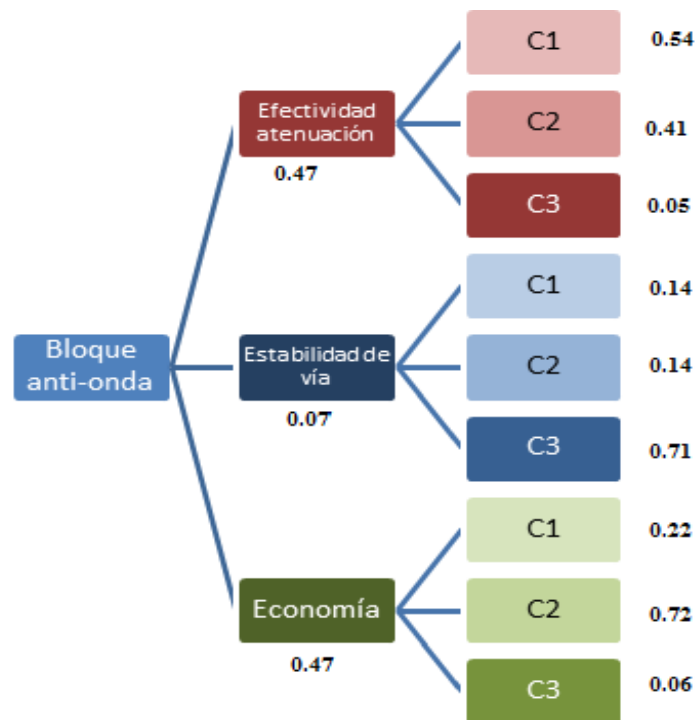 Bloque
anti-onda
Efectividad
atenuación
0.47
C1
0.54
C2
0.41
C3
0.05
Estabilidad de
vía
0.07
C1
0.14
C2
0.14
C3
0.71
Economía
0.47
C1
0.22
C2
0.72
C3
0.06